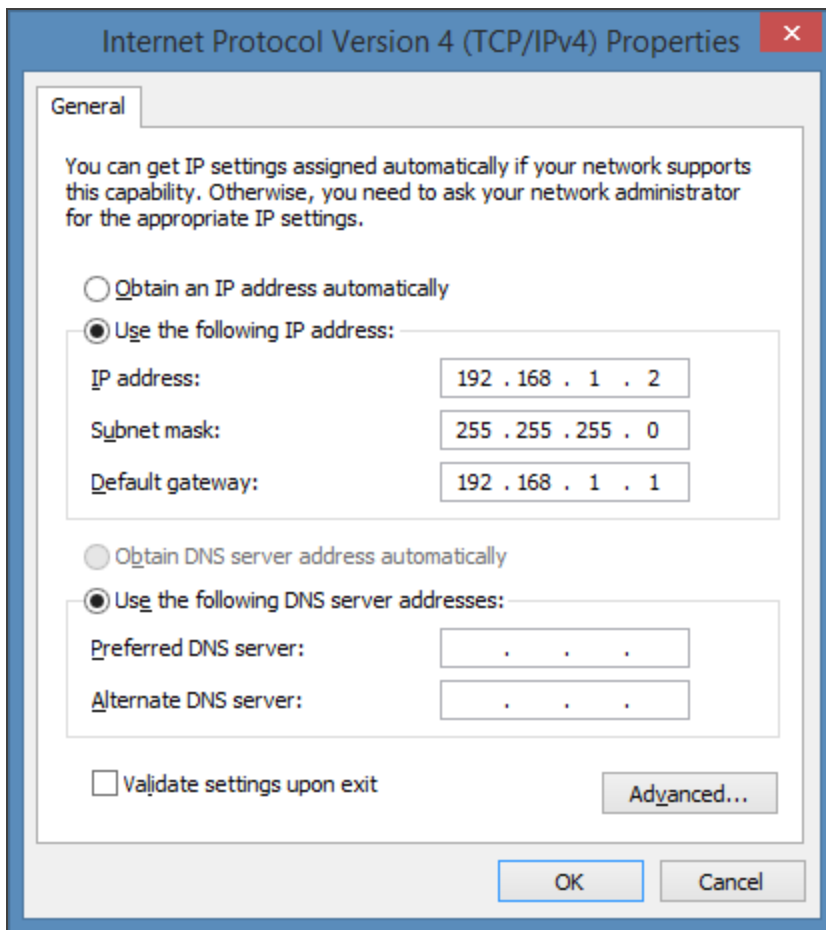 Internet Protocol Version 4 (TCP/IPv4) Properties
General
You can get IP settings assigned automatically if your network supports
this capability. Otherwise, you need to ask your network administrator
for the appropriate IP settings.
Obtain an IP address automatically
Use the following IP address:
IP address: 192 . 168 . 1 . 2
Subnet mask: 255 . 255 . 255 . 0
Default gateway: 192 . 168 . 1 . 1
Obtain DNS server address automatically
Use the following DNS server addresses:
Preferred DNS server: . . .
Alternate DNS server: . . .
Validate settings upon exit
Advanced...
OK Cancel